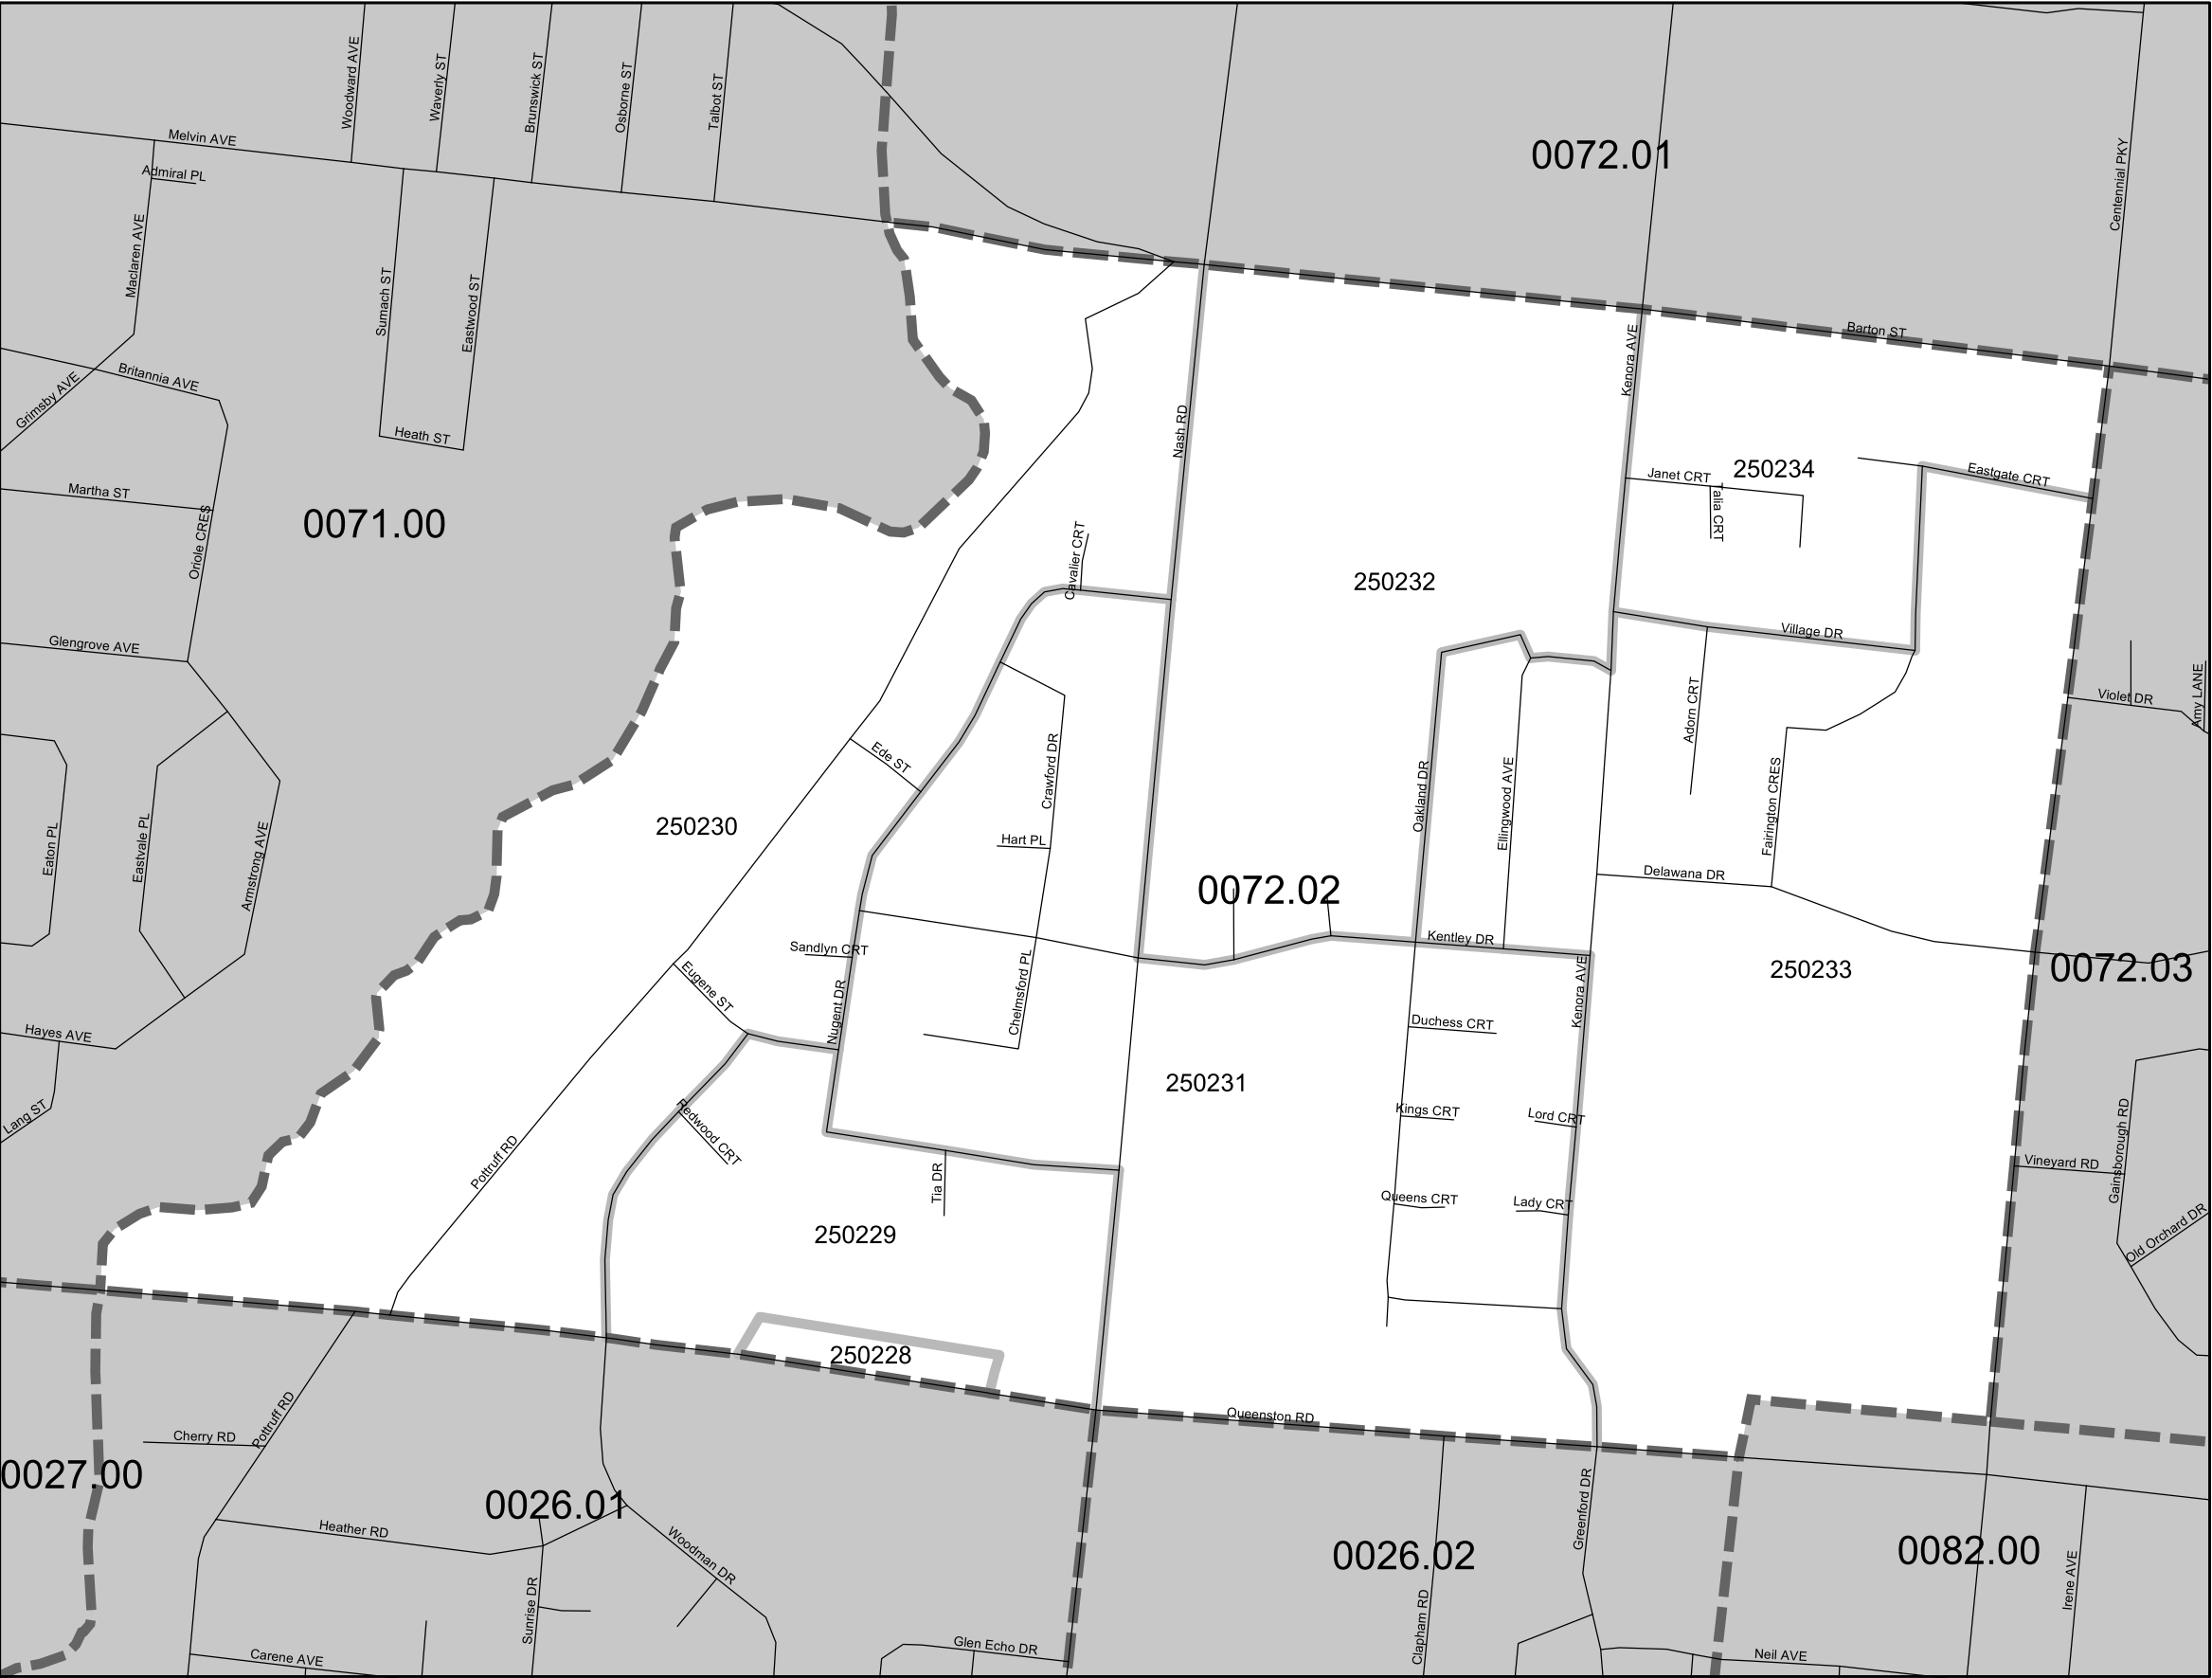 Woodward AVE
Waverly ST
Brunswick ST
Osborne ST
Talbot ST
Melvin AVE
Admiral PL
Maclaren AVE
Sumach ST
Eastwood ST
Heath ST
Britannia AVE
Grimsby AVE
Martha ST
Oriole CRES
0071.00
Glengrove AVE
Eaton PL
Eastvale PL
Armstrong AVE
Hayes AVE
Lang ST
0072.01
Centennial PKY
Barton ST
Kenora AVE
Nash RD
Janet CRT
Talia CRT
250234
Eastgate CRT
Cavalier CRT
250232
Village DR
Violet DR
Amy LANE
Adorn CRT
Ede ST
Crawford DR
Oakland DR
Ellingwood AVE
Fairington CRES
250230
Hart PL
Delawana DR
0072.02
Kentley DR
Sandlyn CRT
Eugene ST
Nugent DR
Chelmsford PL
Kenora AVE
250233
0072.03
Duchess CRT
250231
Kings CRT
Lord CRT
Redwood CRT
Pottruff RD
Tia DR
Queens CRT
Lady CRT
Gainsborough RD
Vineyard RD
Old Orchard DR
250229
250228
Queenston RD
Pottruff RD
Cherry RD
0027.00
0026.01
Heather RD
Woodman DR
Sunrise DR
Carene AVE
Glen Echo DR
0026.02
Clapham RD
Greenford DR
0082.00
Irene AVE
Neil AVE